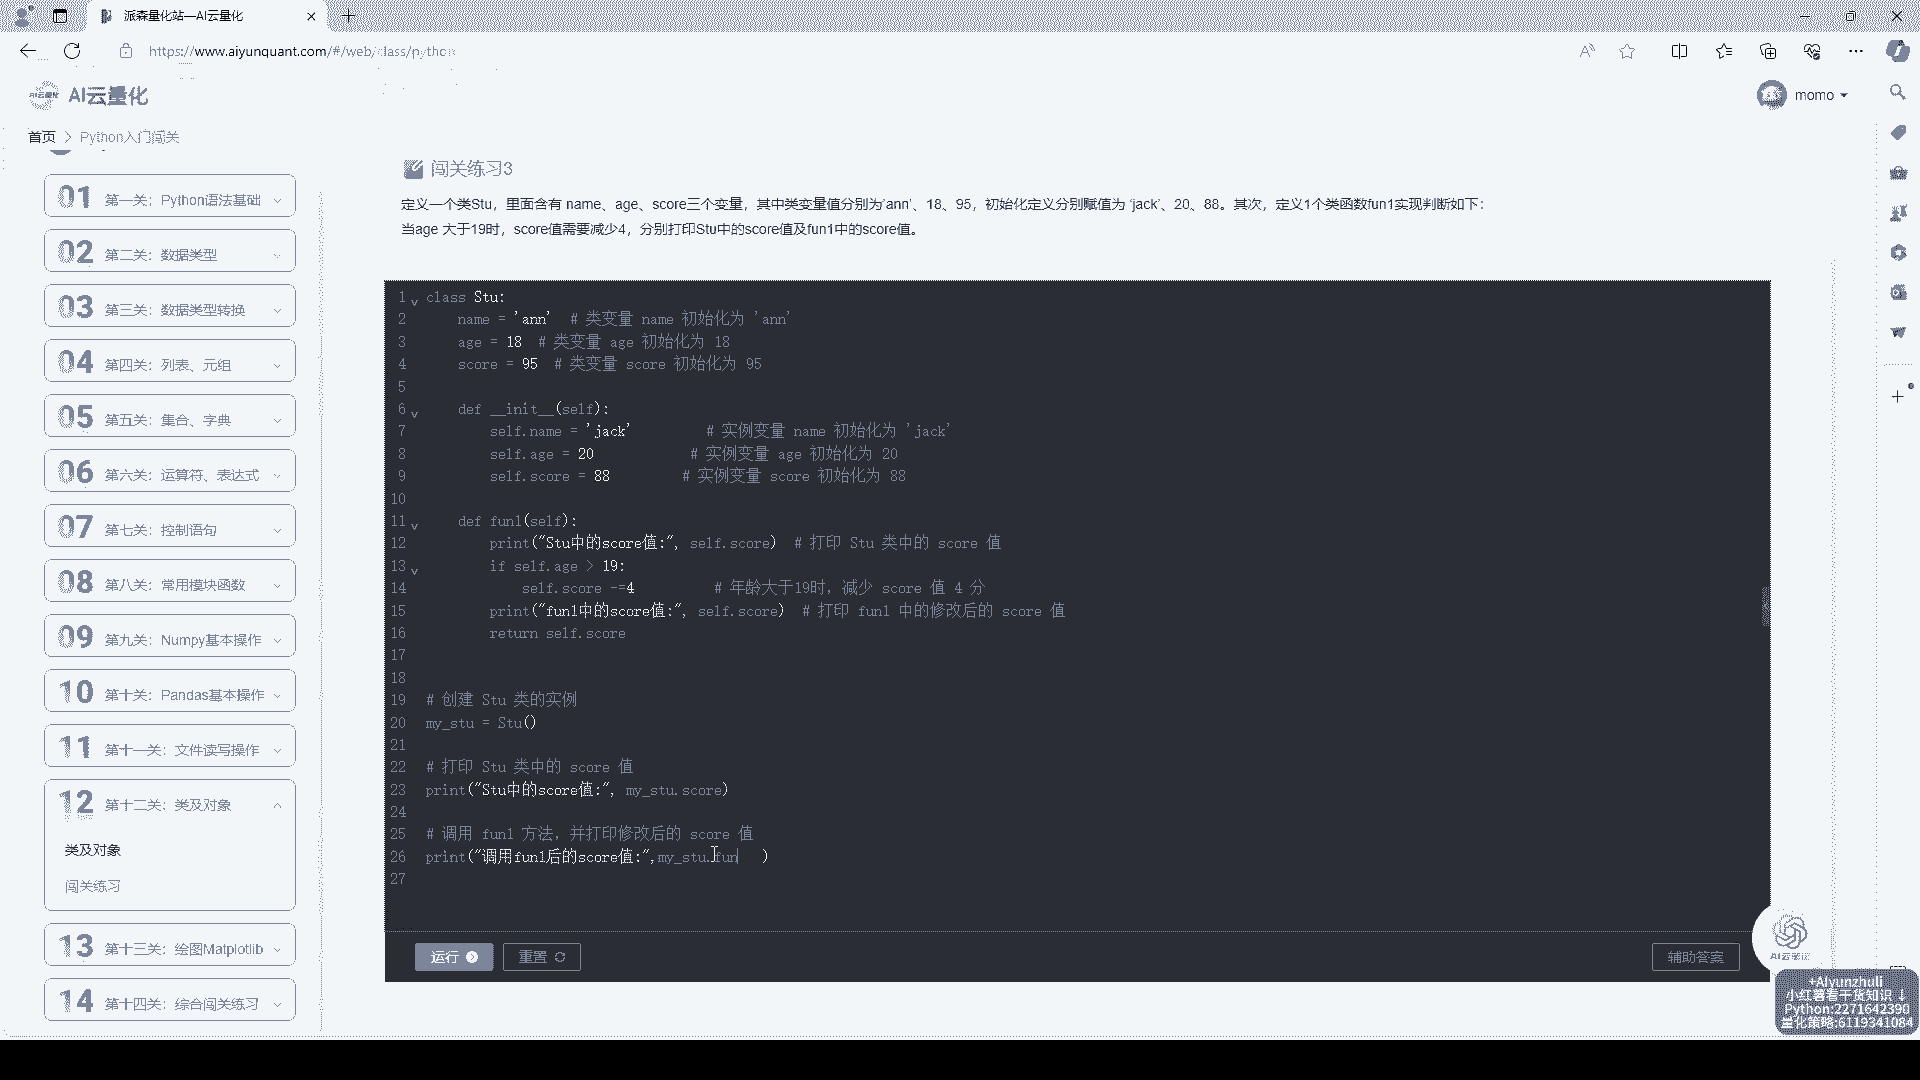 派森量化站—AI云量化
https://www.aiyunquant.com/#/web/class/python
AI云量化
momo
首页 > Python入门闯关
01 第一关：Python语法基础
02 第二关：数据类型
03 第三关：数据类型转换
04 第四关：列表、元组
05 第五关：集合、字典
06 第六关：运算符、表达式
07 第七关：控制语句
08 第八关：常用模块函数
09 第九关：Numpy基本操作
10 第十关：Pandas基本操作
11 第十一关：文件读写操作
12 第十二关：类及对象
类及对象
闯关练习
13 第十三关：绘图Matplotlib
14 第十四关：综合闯关练习
闯关练习3
定义一个类Stu，里面含有 name、age、score三个变量，其中类变量值分别为'ann'、18、95，初始化定义分别赋值为 'jack'、20、88。其次，定义1个类函数fun1实现判断如下：
当age 大于19时，score值需要减少4，分别打印Stu中的score值及fun1中的score值。
1 class Stu:
2 name = 'ann' # 类变量 name 初始化为 'ann'
3 age = 18 # 类变量 age 初始化为 18
4 score = 95 # 类变量 score 初始化为 95
5
6 def __init__(self):
7 self.name = 'jack' # 实例变量 name 初始化为 'jack'
8 self.age = 20 # 实例变量 age 初始化为 20
9 self.score = 88 # 实例变量 score 初始化为 88
10
11 def fun1(self):
12 print("Stu中的score值:", self.score) # 打印 Stu 类中的 score 值
13 if self.age > 19:
14 self.score -=4 # 年龄大于19时，减少 score 值 4 分
15 print("fun1中的score值:", self.score) # 打印 fun1 中的修改后的 score 值
16 return self.score
17
18
19 # 创建 Stu 类的实例
20 my_stu = Stu()
21
22 # 打印 Stu 类中的 score 值
23 print("Stu中的score值:", my_stu.score)
24
25 # 调用 fun1 方法，并打印修改后的 score 值
26 print("调用fun1后的score值:",my_stu.fun )
27
运行
重置
辅助答案
+AIyunzhuli
小红薯看干货知识 ↓
Python:2271642390
量化策略:6119341084